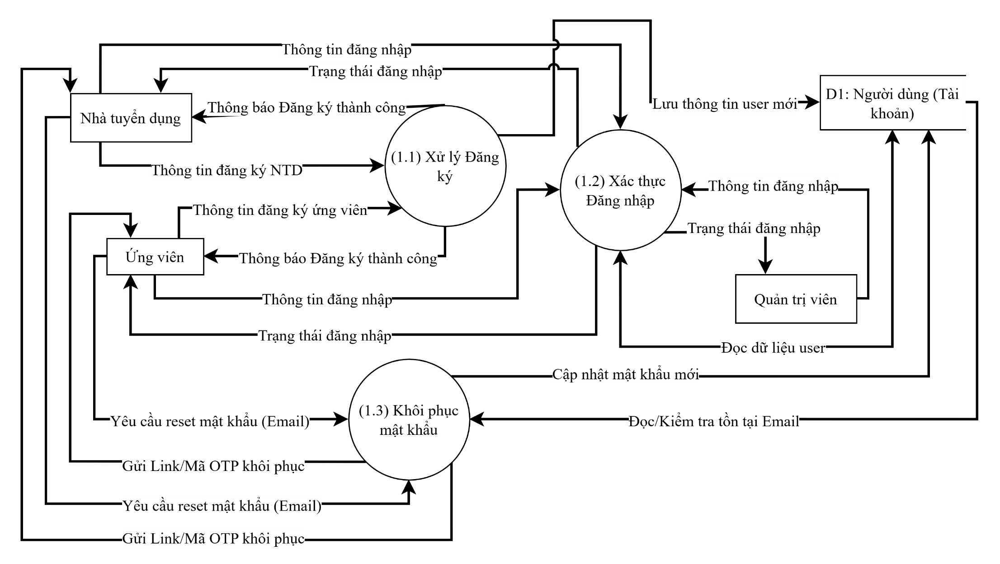 Thông tin đăng nhập
Trạng thái đăng nhập
Thông báo Đăng ký thành công
Lưu thông tin user mới
D1: Người dùng (Tài
khoản)
Nhà tuyển dụng
(1.1) Xử lý Đăng
ký
Thông tin đăng ký NTD
(1.2) Xác thực
Đăng nhập
Thông tin đăng nhập
Thông tin đăng ký ứng viên
Trạng thái đăng nhập
Ứng viên
Thông báo Đăng ký thành công
Thông tin đăng nhập
Quản trị viên
Trạng thái đăng nhập
Đọc dữ liệu user
Cập nhật mật khẩu mới
(1.3) Khôi phục
mật khẩu
Yêu cầu reset mật khẩu (Email)
Đọc/Kiểm tra tồn tại Email
Gửi Link/Mã OTP khôi phục
Yêu cầu reset mật khẩu (Email)
Gửi Link/Mã OTP khôi phục